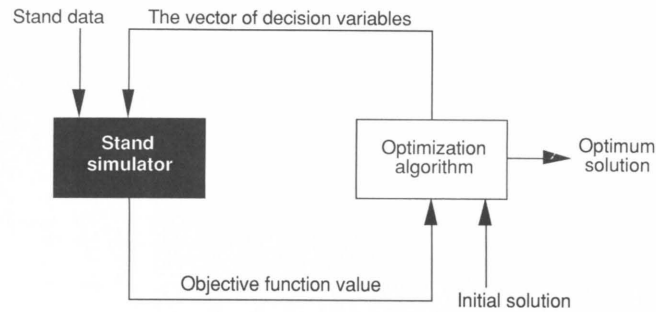 Stand data
The vector of decision variables
Stand
simulator
Optimization
algorithm
Optimum
solution
Objective function value
Initial solution